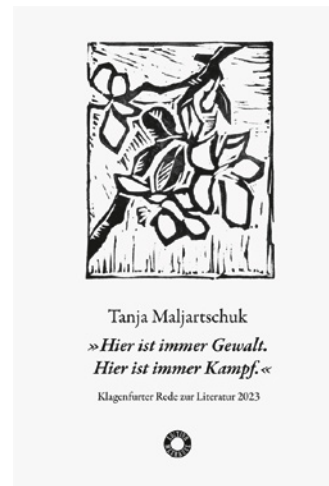 Tanja Maljartschuk
»Hier ist immer Gewalt.
Hier ist immer Kampf.«
Klagenfurter Rede zur Literatur 2023